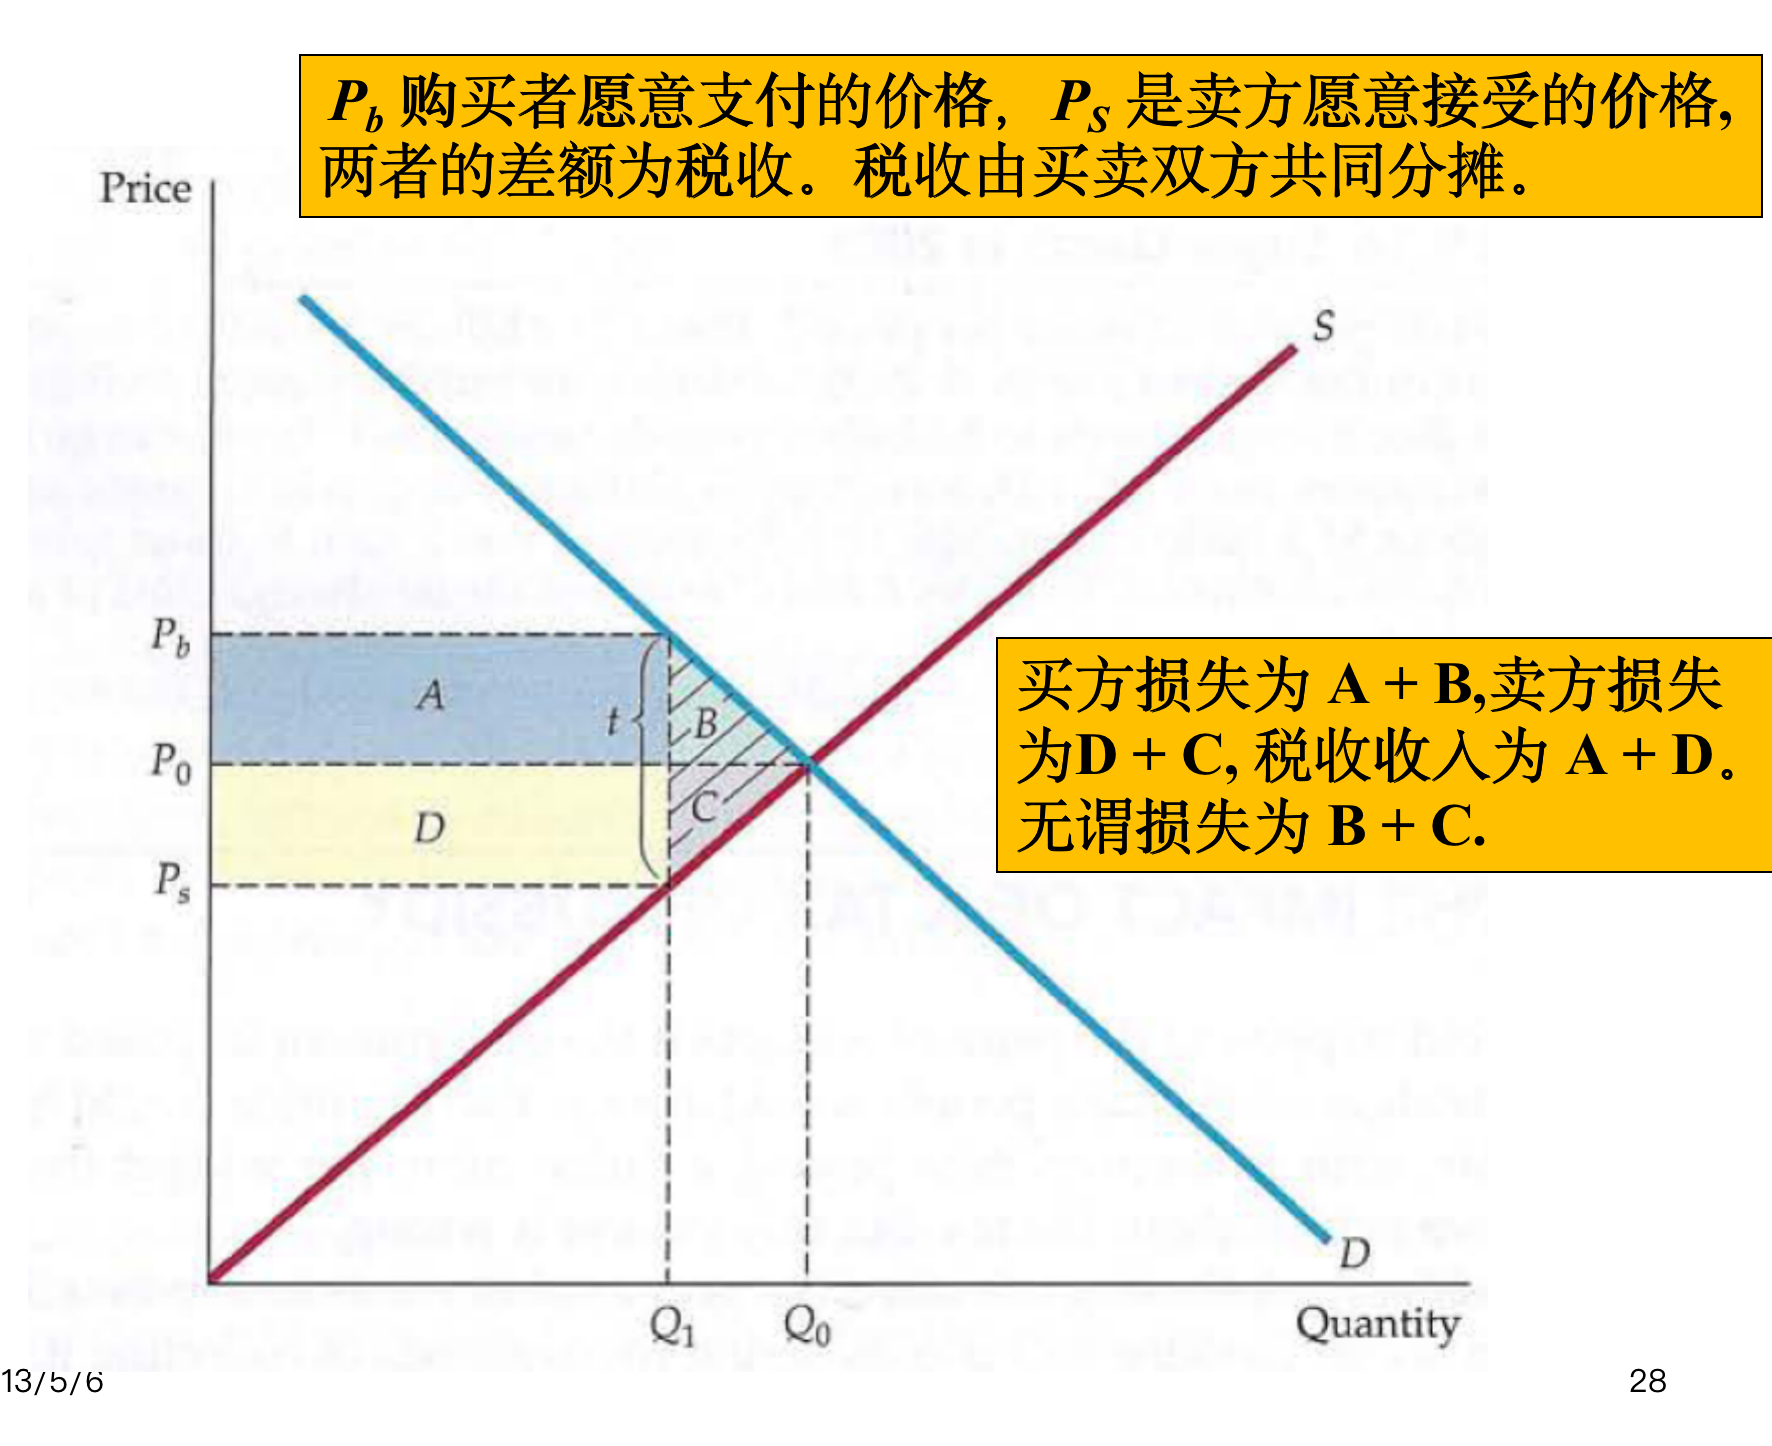 Pb 购买者愿意支付的价格，PS 是卖方愿意接受的价格,
两者的差额为税收。税收由买卖双方共同分摊。
Price
S
Pb
A
t
B
买方损失为 A + B,卖方损失
为D + C, 税收收入为 A + D。
无谓损失为 B + C.
P0
D
C
Ps
D
Q1
Q0
Quantity
13/5/6
28